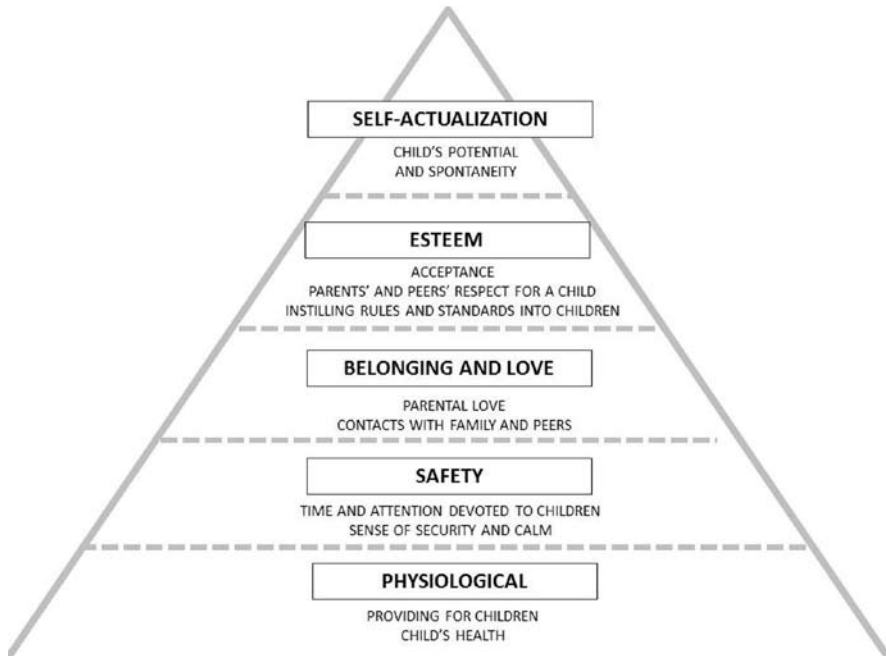 SELF-ACTUALIZATION
CHILD'S POTENTIAL
AND SPONTANEITY
ESTEEM
ACCEPTANCE
PARENTS' AND PEERS' RESPECT FOR A CHILD
INSTILLING RULES AND STANDARDS INTO CHILDREN
BELONGING AND LOVE
PARENTAL LOVE
CONTACTS WITH FAMILY AND PEERS
SAFETY
TIME AND ATTENTION DEVOTED TO CHILDREN
SENSE OF SECURITY AND CALM
PHYSIOLOGICAL
PROVIDING FOR CHILDREN
CHILD'S HEALTH